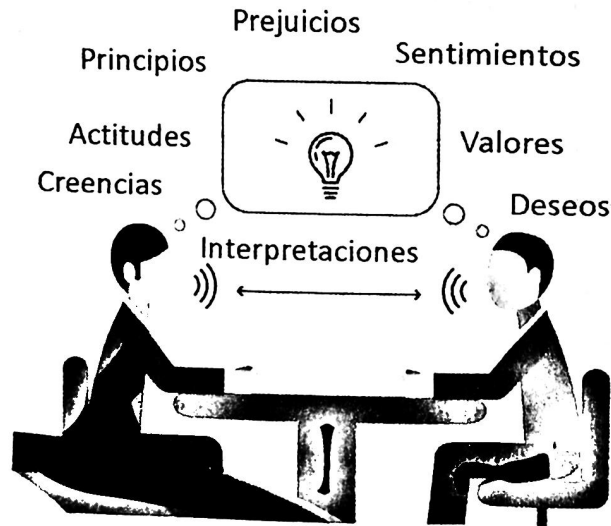 Prejuicios
Principios
Sentimientos
Actitudes
Valores
Creencias
Deseos
Interpretaciones